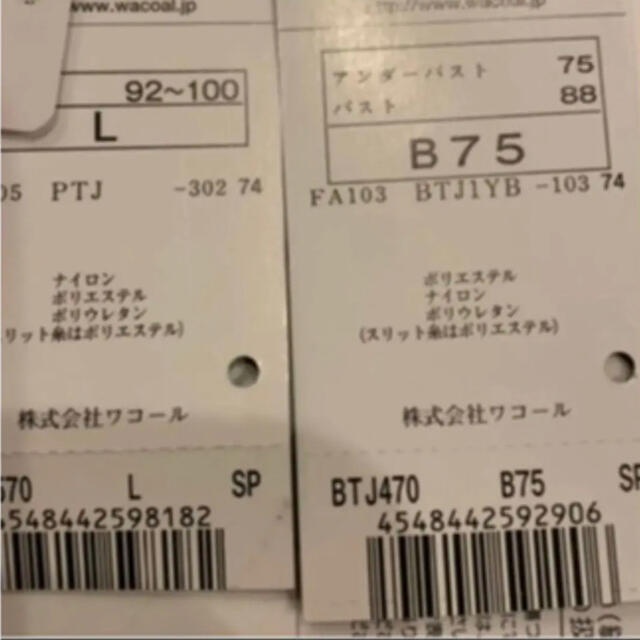 www.wacoal.jp
92~100
L
05 PTJ -302 74
ナイロン
ポリエステル
ポリウレタン
スリット糸はポリエステル)
株式会社ワコール
570 L SP
4548442598182
http://www.wacoal.jp
アンダーバスト 75
バスト 88
B75
FA103 BTJ1YB -103 74
ポリエステル
ナイロン
ポリウレタン
(スリット糸はポリエステル)
株式会社ワコール
BTJ470 B75 SP
4548442592906